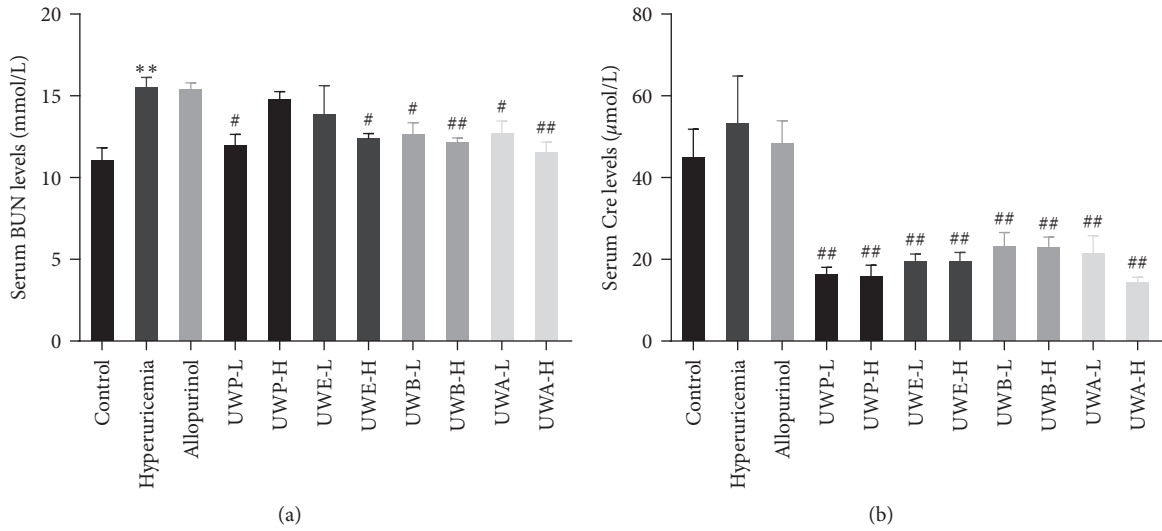 Serum BUN levels (mmol/L)
20
15
10
5
0
**
#
#
#
##
#
##
Control
Hyperuricemia
Allopurinol
UWP-L
UWP-H
UWE-L
UWE-H
UWB-L
UWB-H
UWA-L
UWA-H
(a)
Serum Cre levels (µmol/L)
80
60
40
20
0
##
##
##
##
##
##
##
##
Control
Hyperuricemia
Allopurinol
UWP-L
UWP-H
UWE-L
UWE-H
UWB-L
UWB-H
UWA-L
UWA-H
(b)